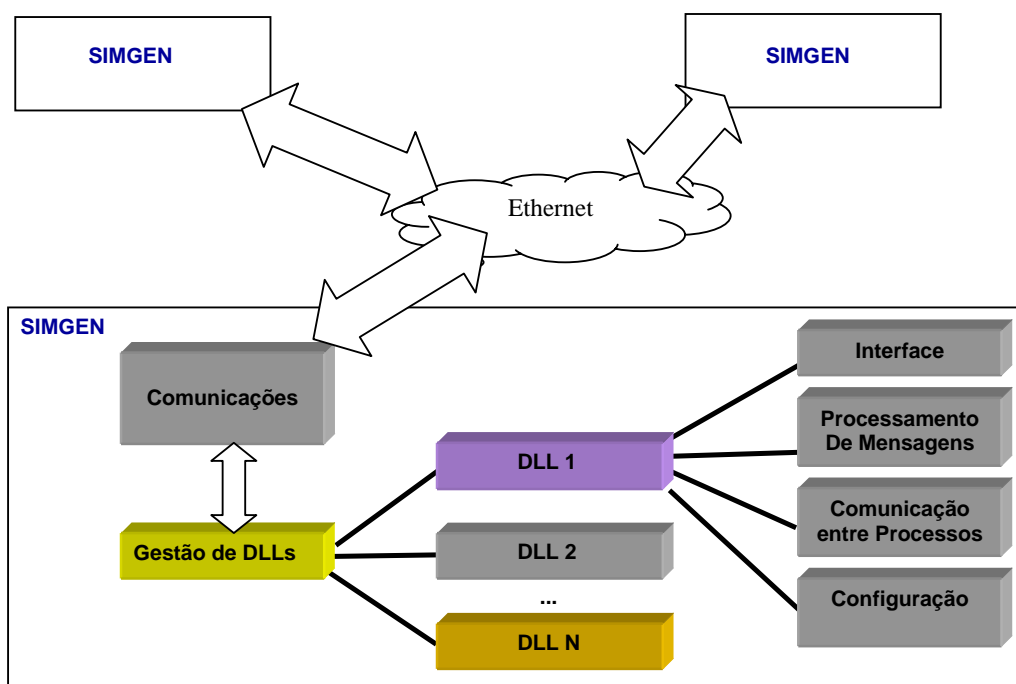 SIMGEN
SIMGEN
Ethernet
SIMGEN
Comunicações
Gestão de DLLs
DLL 1
DLL 2
...
DLL N
Interface
Processamento
De Mensagens
Comunicação
entre Processos
Configuração